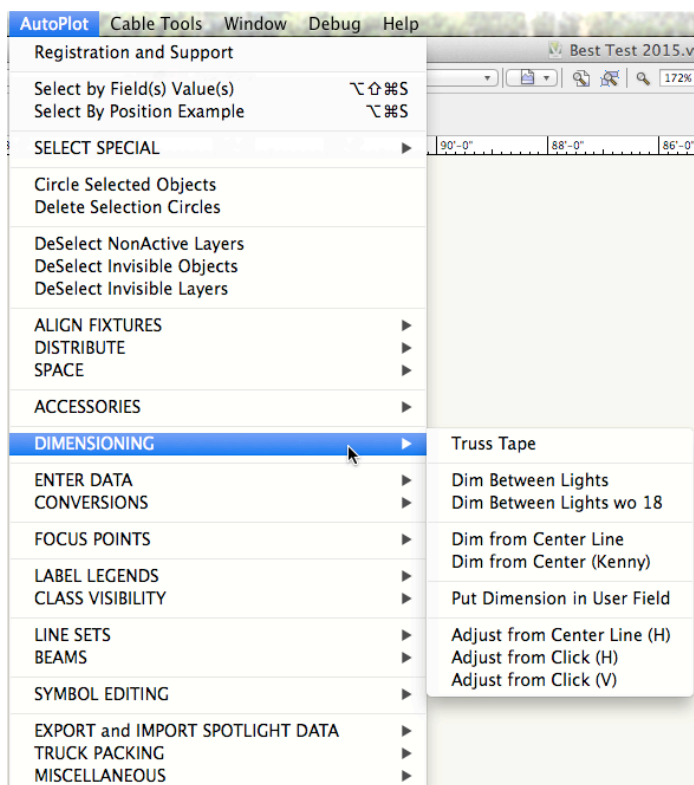 AutoPlot Cable Tools Window Debug Help
Registration and Support
Best Test 2015.v
Select by Field(s) Value(s) ⌥⇧⌘S
172%
Select By Position Example ⌥⌘S
SELECT SPECIAL
90'-0" 88'-0" 86'-0"
Circle Selected Objects
Delete Selection Circles
DeSelect NonActive Layers
DeSelect Invisible Objects
DeSelect Invisible Layers
ALIGN FIXTURES
DISTRIBUTE
SPACE
ACCESSORIES
DIMENSIONING
Truss Tape
Dim Between Lights
Dim Between Lights wo 18
Dim from Center Line
Dim from Center (Kenny)
Put Dimension in User Field
Adjust from Center Line (H)
Adjust from Click (H)
Adjust from Click (V)
ENTER DATA
CONVERSIONS
FOCUS POINTS
LABEL LEGENDS
CLASS VISIBILITY
LINE SETS
BEAMS
SYMBOL EDITING
EXPORT and IMPORT SPOTLIGHT DATA
TRUCK PACKING
MISCELLANEOUS